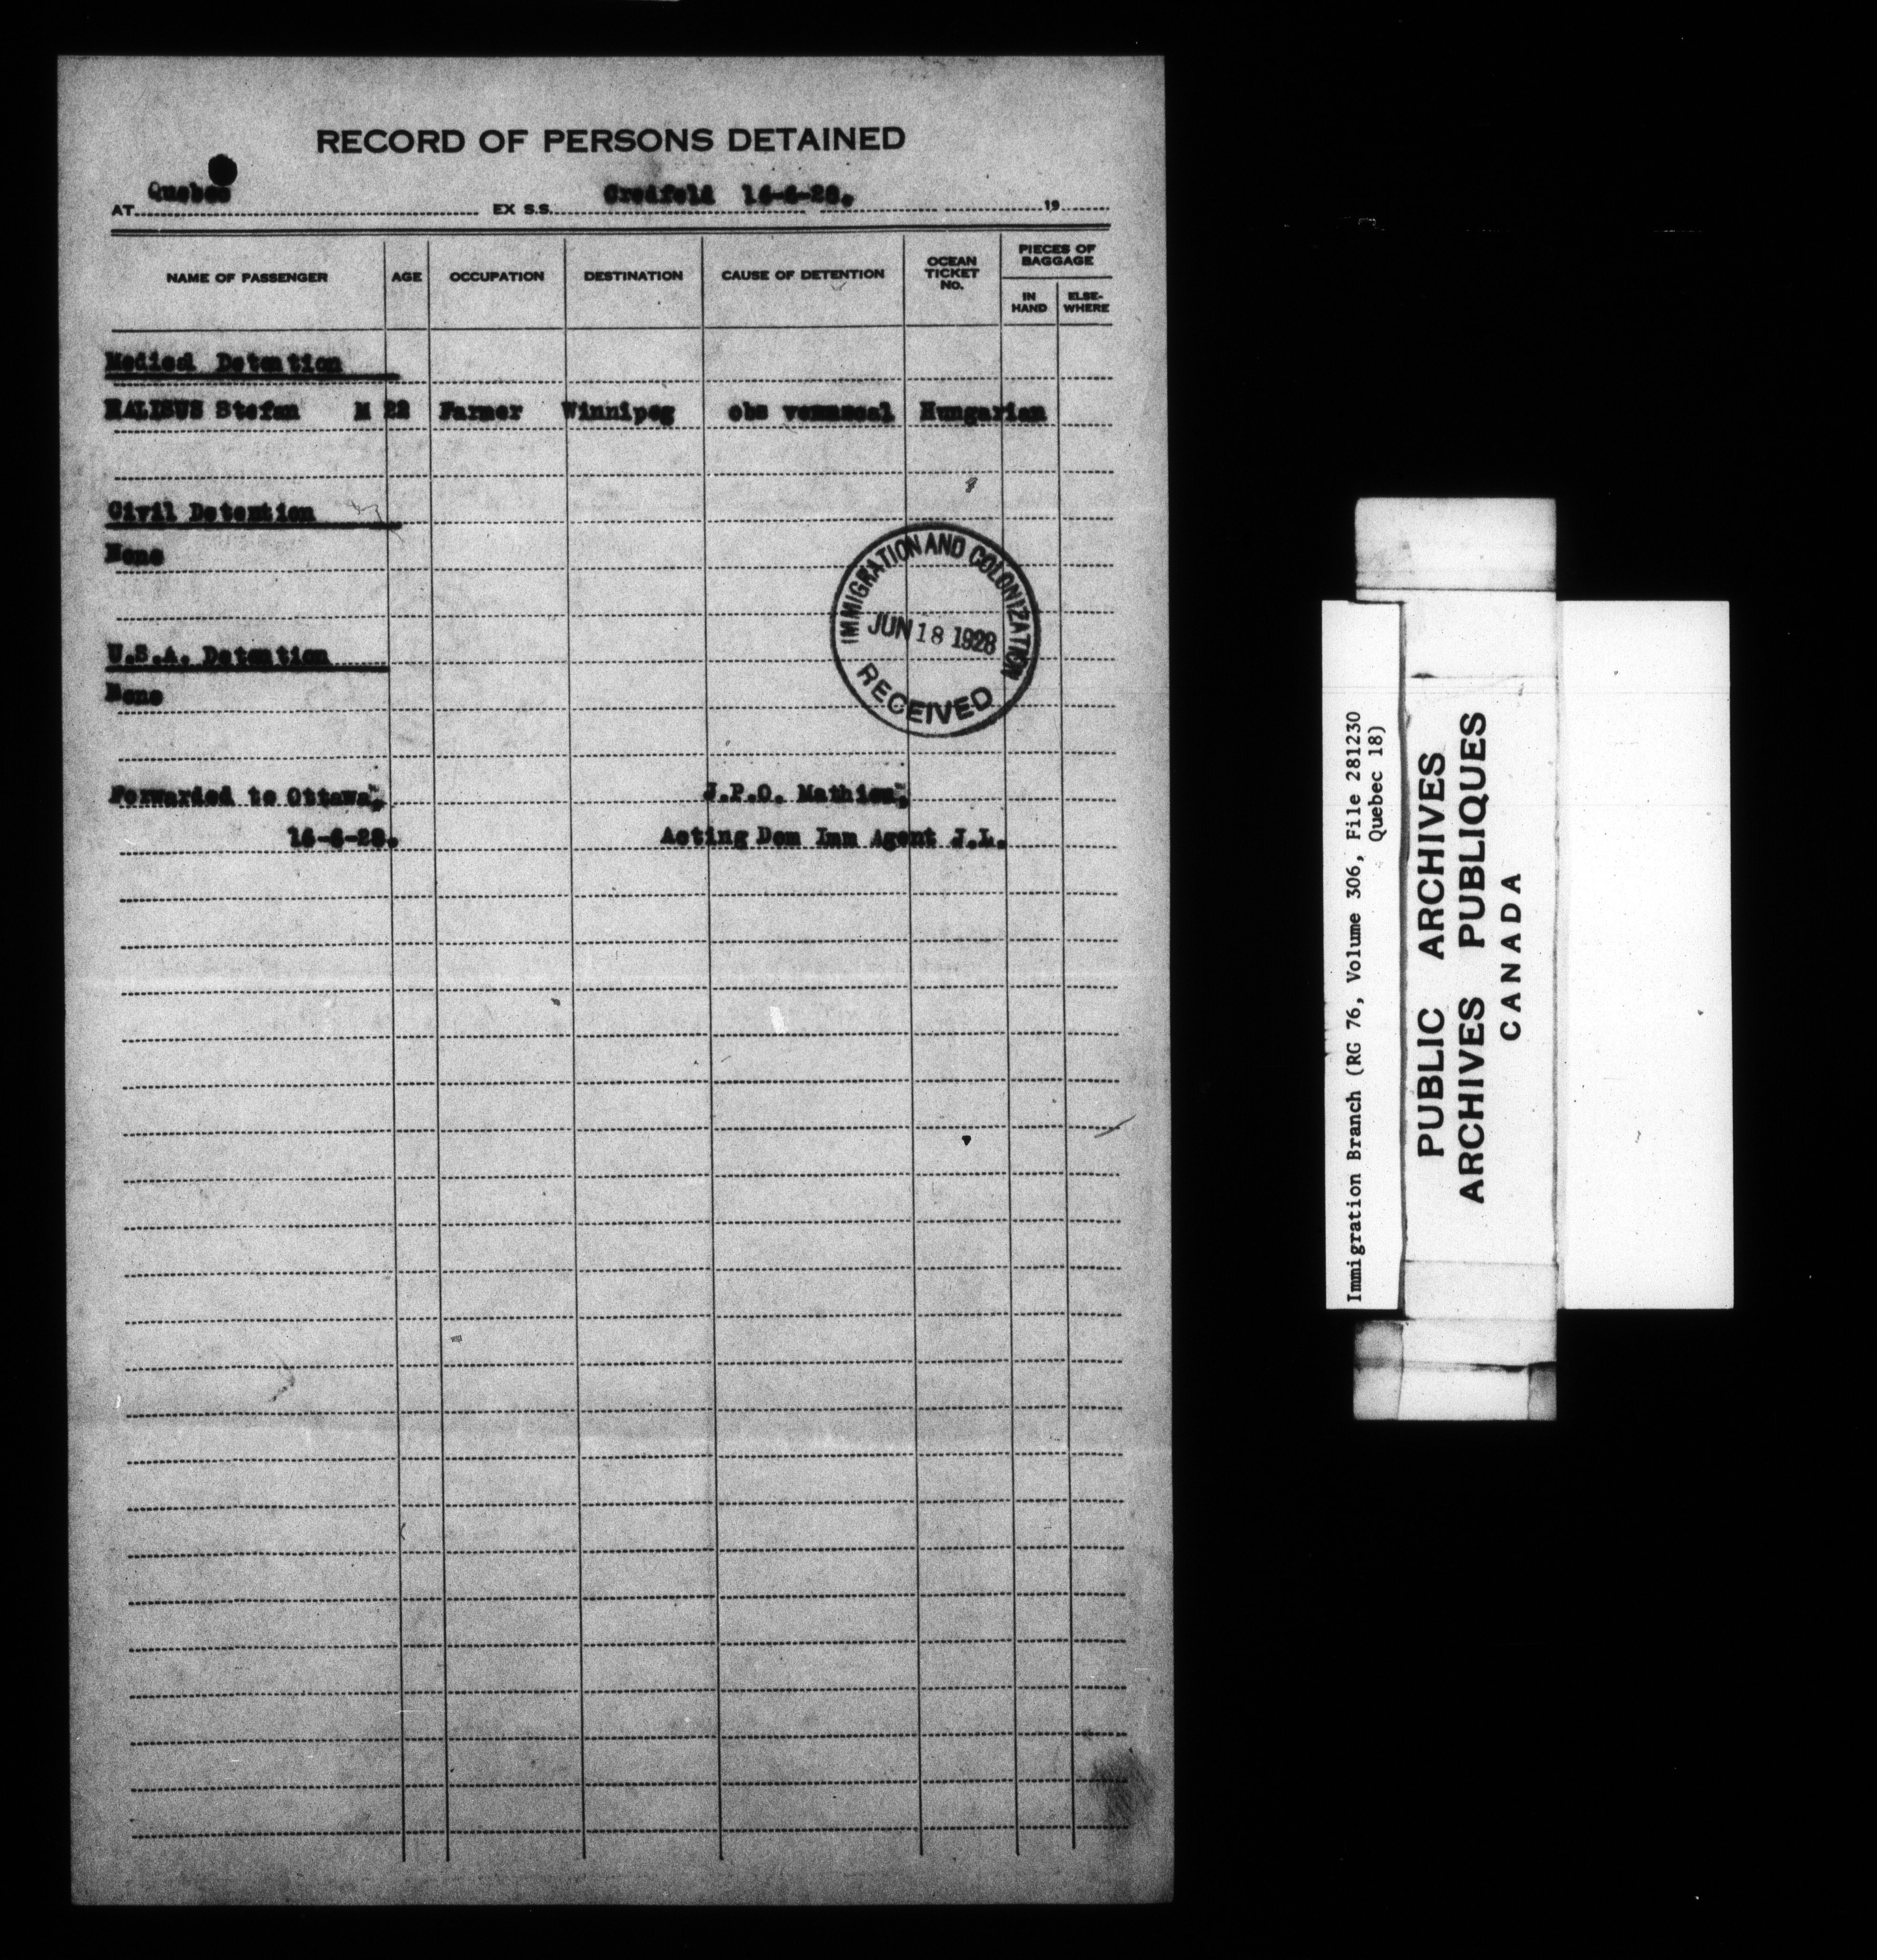 RECORD OF PERSONS DETAINED
AT Quebec EX S.S. Crefeld 16-6-28. 19
NAME OF PASSENGER AGE OCCUPATION DESTINATION CAUSE OF DETENTION OCEAN TICKET No. PIECES OF BAGGAGE
IN HAND ELSE-WHERE
Medical Detention
Stefan M 22 Farmer Winnipeg obs Hungarian
Civil Detention
None
U.S.A. Detention
None
IMMIGRATION AND COLONIZATION
JUN 18 1928
RECEIVED
Forwarded to Ottawa, J.P.O. Mathieu,
16-6-28. Acting Dom Imm Agent J.L.
Immigration Branch (RG 76, Volume 306, File 281230
Quebec 18)
PUBLIC ARCHIVES
ARCHIVES PUBLIQUES
CANADA